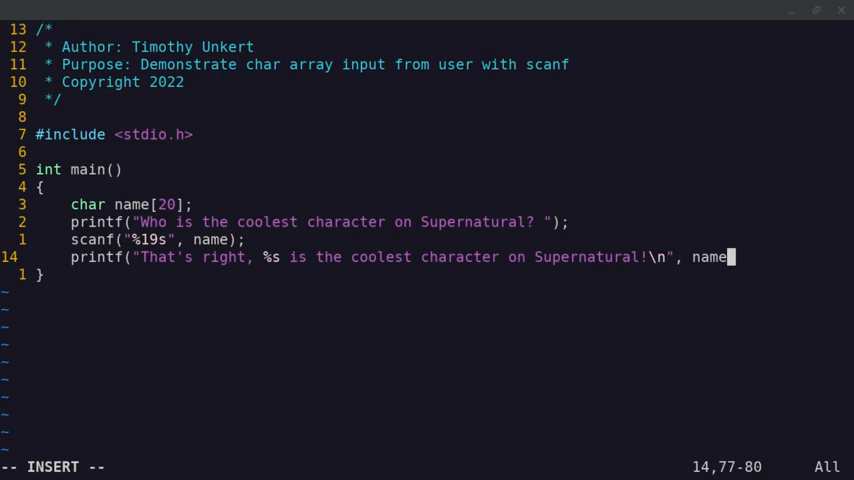 13 /*
12  * Author: Timothy Unkert
11  * Purpose: Demonstrate char array input from user with scanf
10  * Copyright 2022
9  */
8
7 #include <stdio.h>
6
5 int main()
4 {
3     char name[20];
2     printf("Who is the coolest character on Supernatural? ");
1     scanf("%19s", name);
14     printf("That's right, %s is the coolest character on Supernatural!\n", name
1 }
~
~
~
~
~
~
~
~
~
~
-- INSERT -- 14,77-80 All